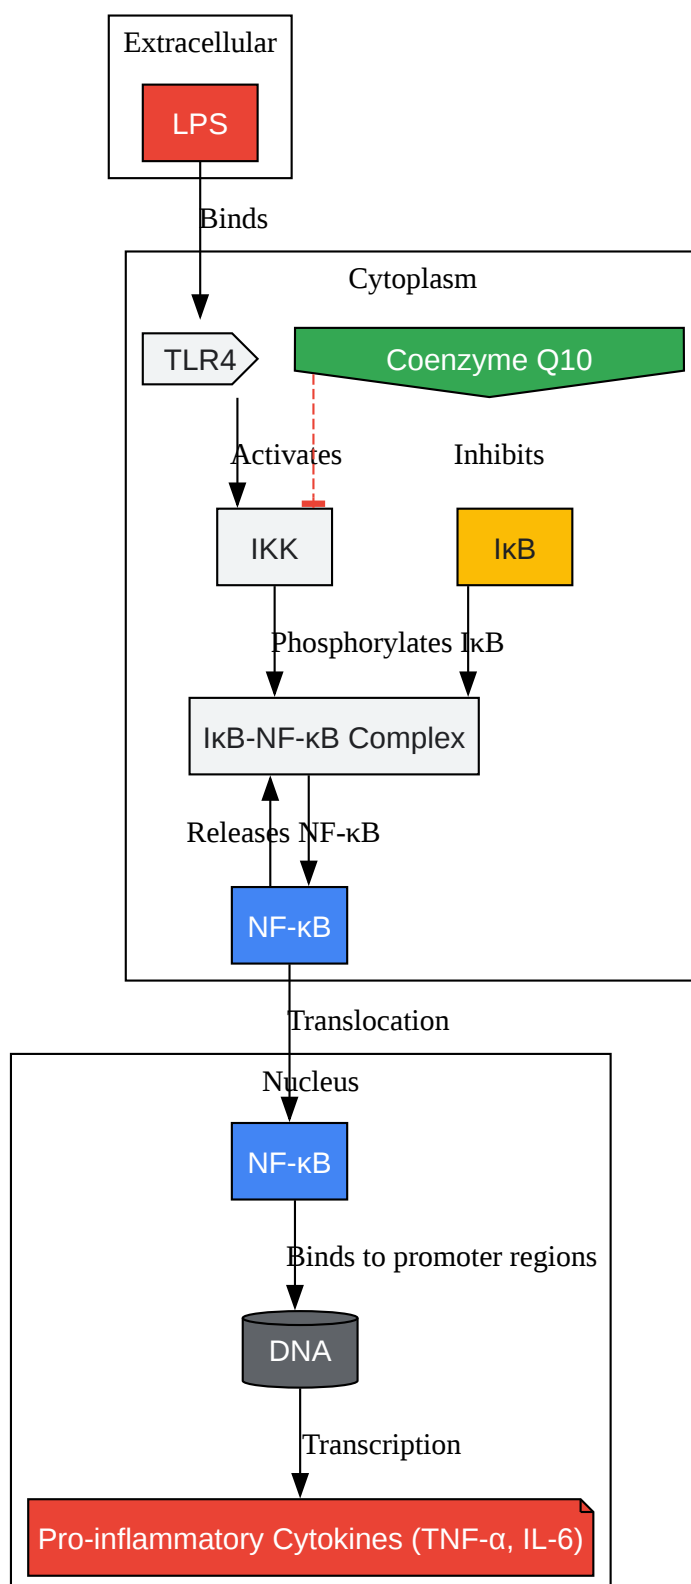 Extracellular
LPS
Binds
Cytoplasm
TLR4
Coenzyme Q10
Activates
Inhibits
IKK
IκB
Phosphorylates IκB
IκB-NF-κB Complex
Releases NF-κB
NF-κB
Translocation
Nucleus
NF-κB
Binds to promoter regions
DNA
Transcription
Pro-inflammatory Cytokines (TNF-α, IL-6)